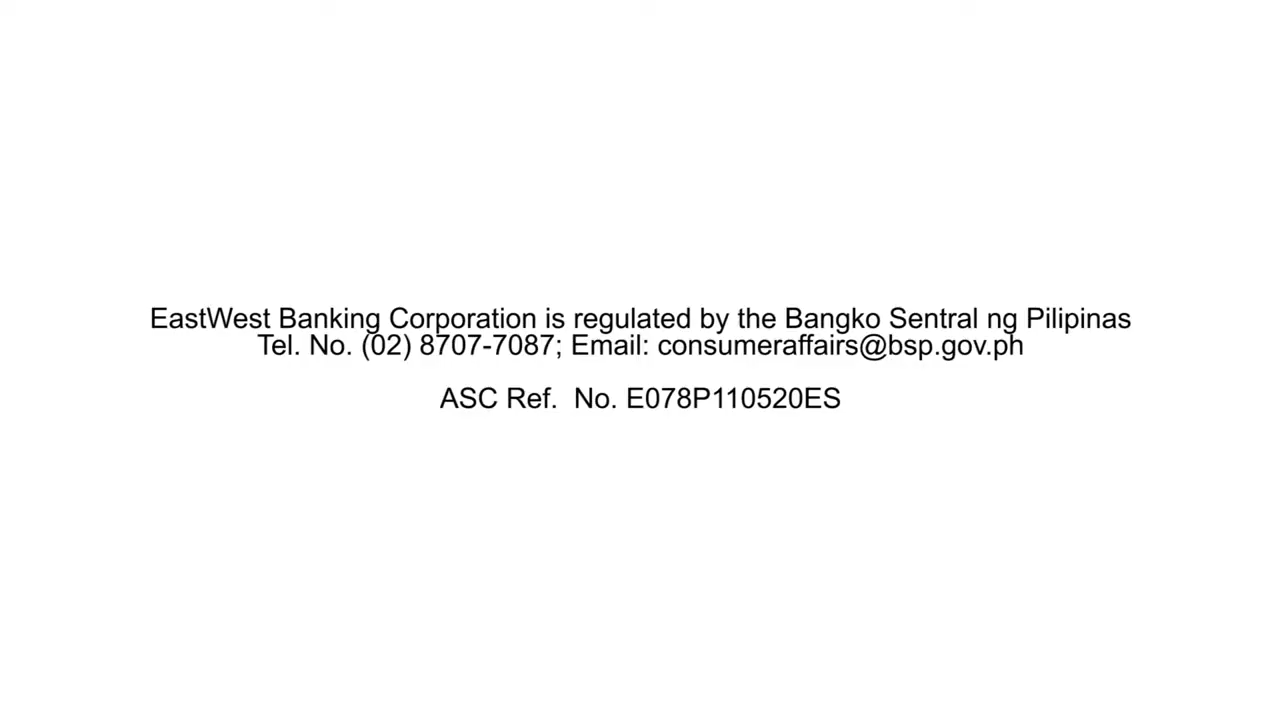 EastWest Banking Corporation is regulated by the Bangko Sentral ng Pilipinas
Tel. No. (02) 8707-7087; Email: consumeraffairs@bsp.gov.ph
ASC Ref.  No. E078P110520ES